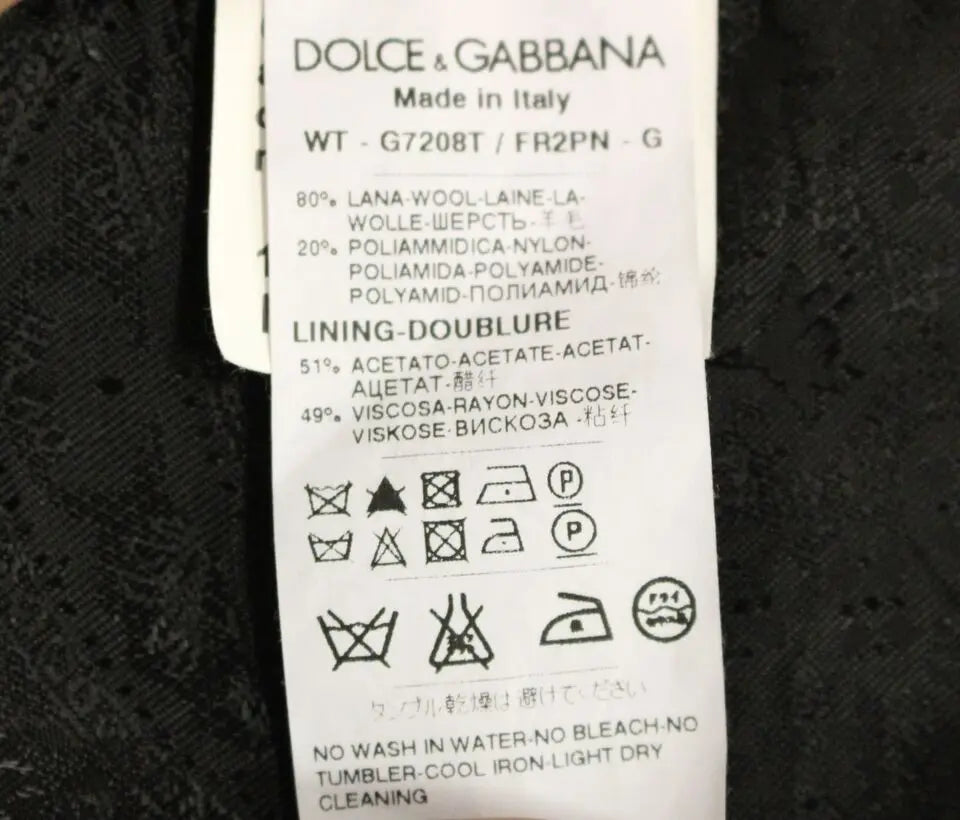 DOLCE & GABBANA
Made in Italy
WT - G7208T / FR2PN - G
80% LANA-WOOL-LAINE-LA-
WOLLE-ШЕРСТЬ-羊毛
20% POLIAMMIDICA-NYLON-
POLIAMIDA-POLYAMIDE-
POLYAMID-ПОЛИАМИД-锦纶
LINING-DOUBLURE
51% ACETATO-ACETATE-ACETAT-
АЦЕТАТ-醋纤
49% VISCOSA-RAYON-VISCOSE-
VISKOSE-ВИСКОЗА-粘纤
P
P
ドライ
タンブル乾燥は避けてください
NO WASH IN WATER-NO BLEACH-NO
TUMBLER-COOL IRON-LIGHT DRY
CLEANING